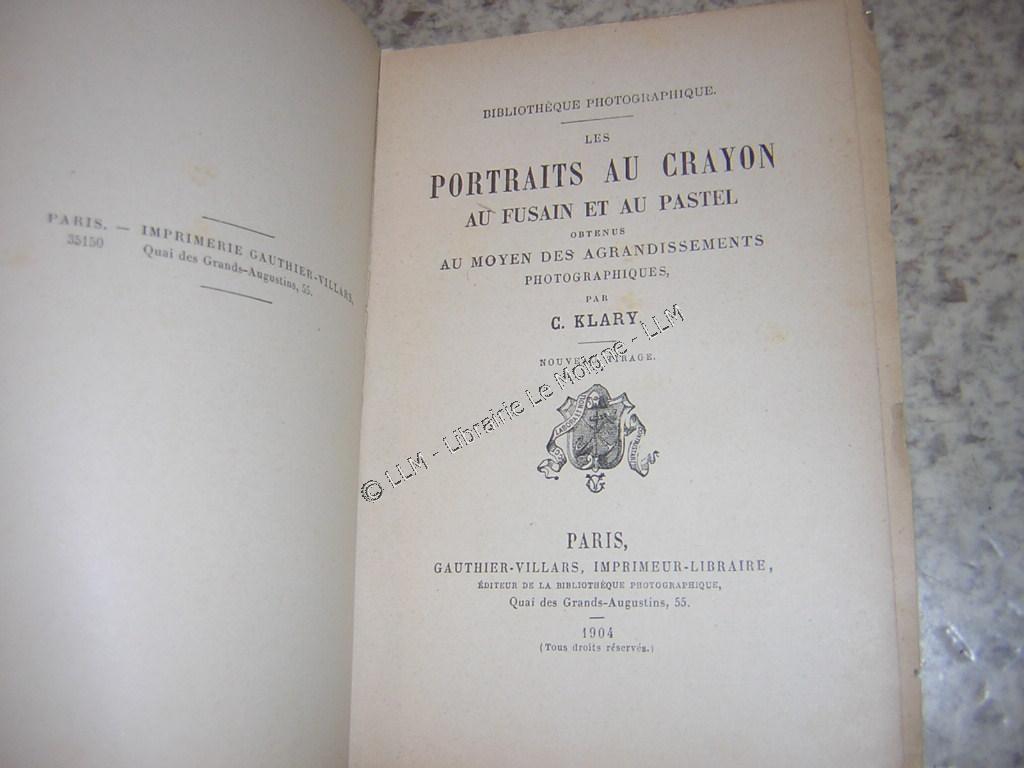 PARIS. — IMPRIMERIE GAUTHIER-VILLARS,
35150 Quai des Grands-Augustins, 55.
BIBLIOTHÈQUE PHOTOGRAPHIQUE.
LES
PORTRAITS AU CRAYON
AU FUSAIN ET AU PASTEL
OBTENUS
AU MOYEN DES AGRANDISSEMENTS
PHOTOGRAPHIQUES,
PAR
C. KLARY.
NOUVEAU TIRAGE.
© LLM - Librairie Le Moigne - LLM
PARIS,
GAUTHIER-VILLARS, IMPRIMEUR-LIBRAIRE,
ÉDITEUR DE LA BIBLIOTHÈQUE PHOTOGRAPHIQUE,
Quai des Grands-Augustins, 55.
1904
(Tous droits réservés.)